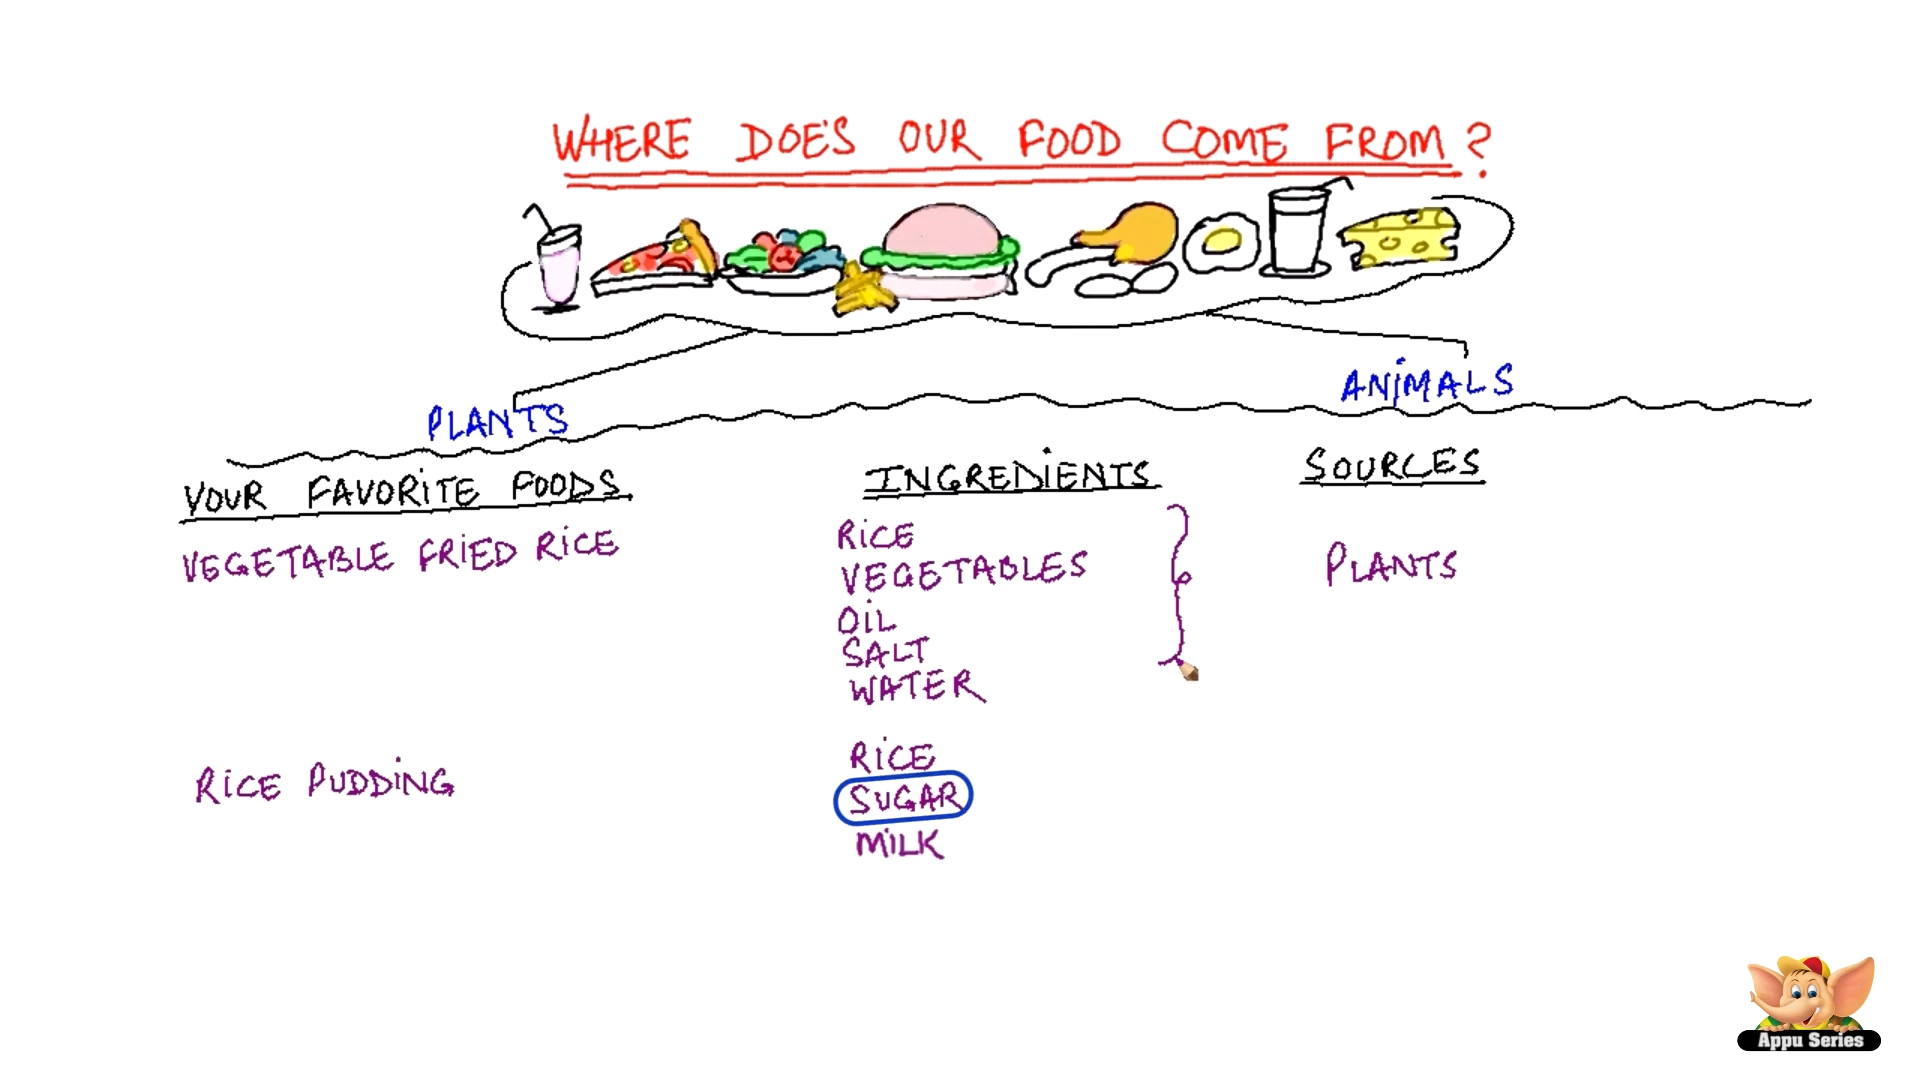 WHERE DOES OUR FOOD COME FROM?
PLANTS
ANiMALS
YOUR FAVORiTE FOODS
INGREDiENTS
SOURCES
VEGETABLE FRiED RiCE
RiCE
VEGETABLES
OiL
SALT
WATER
PLANTS
RiCE PUDDiNG
RiCE
SUGAR
MiLK
Appu Series